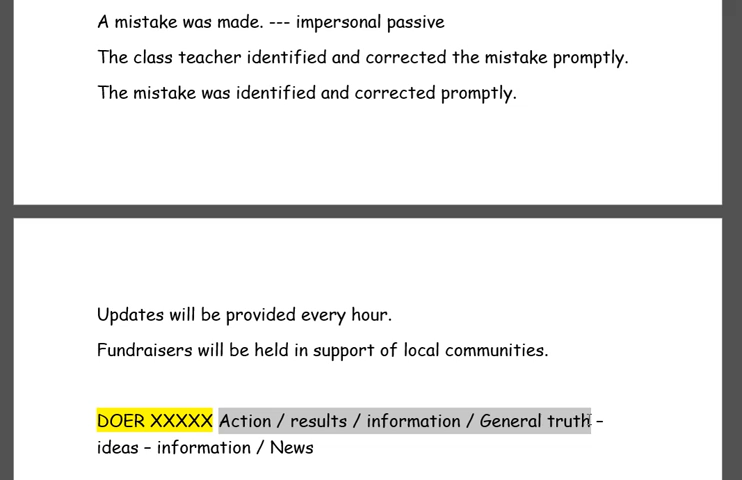 A mistake was made. --- impersonal passive
The class teacher identified and corrected the mistake promptly.
The mistake was identified and corrected promptly.
Updates will be provided every hour.
Fundraisers will be held in support of local communities.
DOER XXXXX Action / results / information / General truth –
ideas – information / News